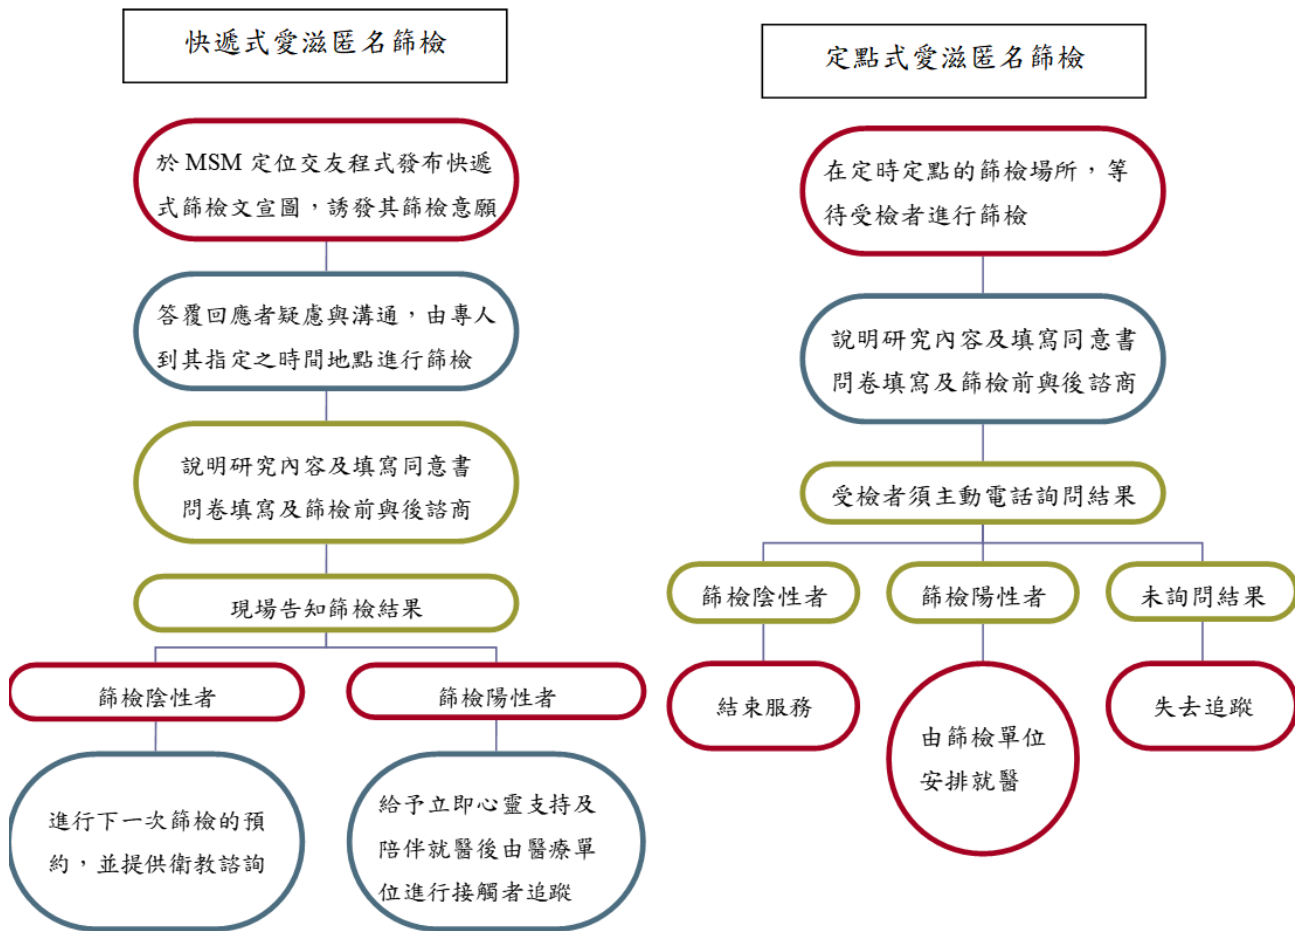 快遞式愛滋匿名篩檢
於 MSM 定位交友程式發布快遞
式篩檢文宣圖，誘發其篩檢意願
答覆回應者疑慮與溝通，由專人
到其指定之時間地點進行篩檢
說明研究內容及填寫同意書
問卷填寫及篩檢前與後諮商
現場告知篩檢結果
篩檢陰性者
篩檢陽性者
進行下一次篩檢的預
約，並提供衛教諮詢
給予立即心靈支持及
陪伴就醫後由醫療單
位進行接觸者追蹤
定點式愛滋匿名篩檢
在定時定點的篩檢場所，等
待受檢者進行篩檢
說明研究內容及填寫同意書
問卷填寫及篩檢前與後諮商
受檢者須主動電話詢問結果
篩檢陰性者
篩檢陽性者
未詢問結果
結束服務
由篩檢單位
安排就醫
失去追蹤